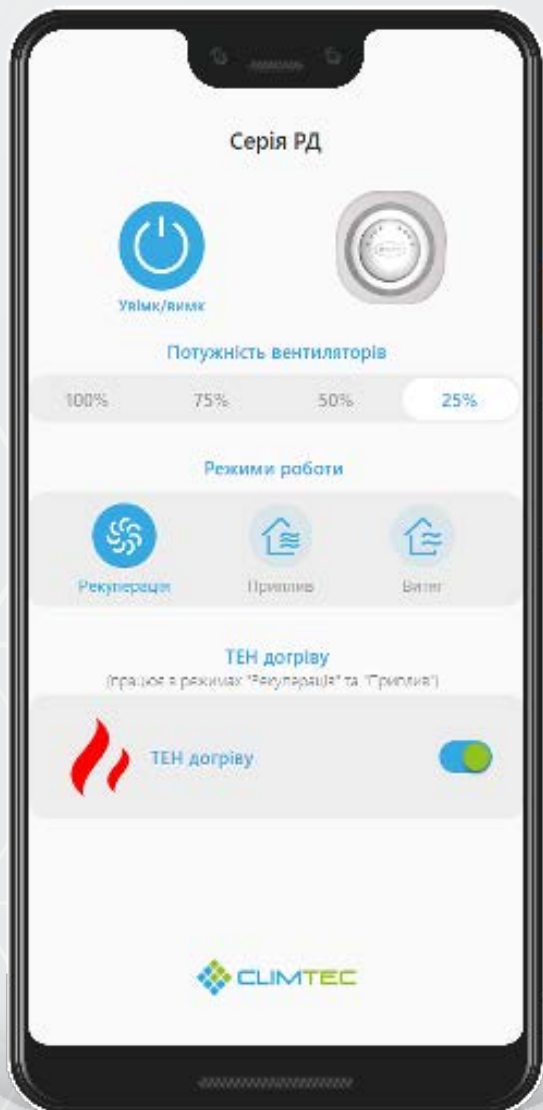 Серія РД
Увімк/вимк
Потужність вентиляторів
100% 75% 50% 25%
Режими роботи
Рекуперація Приплив Витяг
ТЕН догріву
(працює в режимах "Рекуперація" та "Приплив")
ТЕН догріву
CLIMTEC